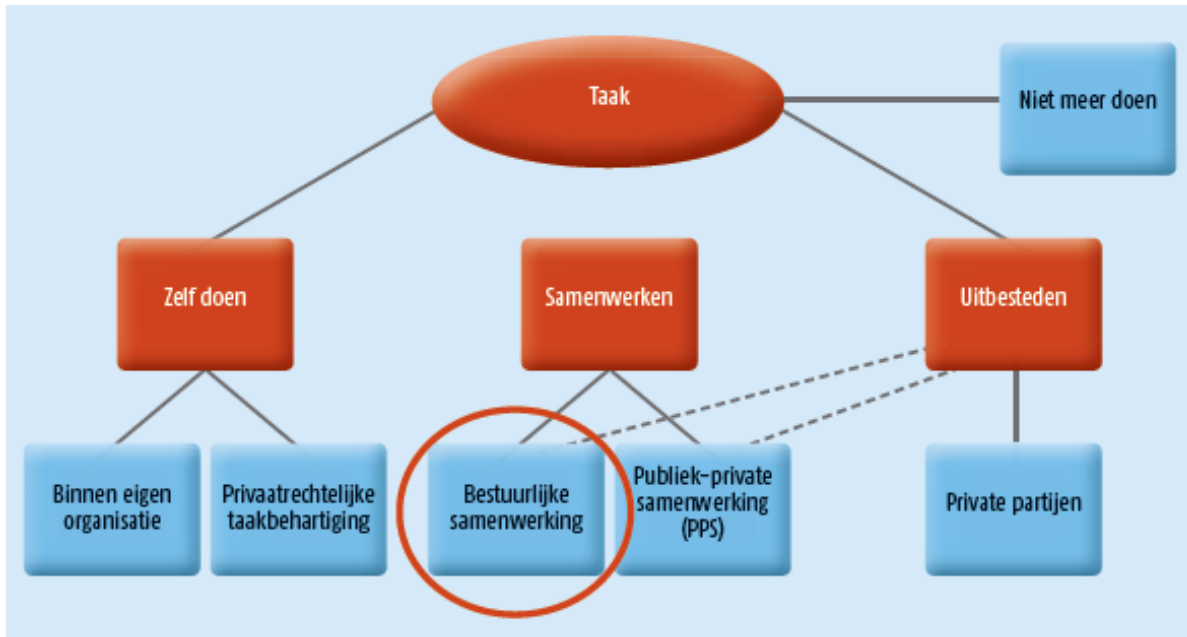 Taak
Niet meer doen
Zelf doen
Samenwerken
Uitbesteden
Binnen eigen
organisatie
Privaatrechtelijke
taakbehartiging
Bestuurlijke
samenwerking
Publiek-private
samenwerking
(PPS)
Private partijen